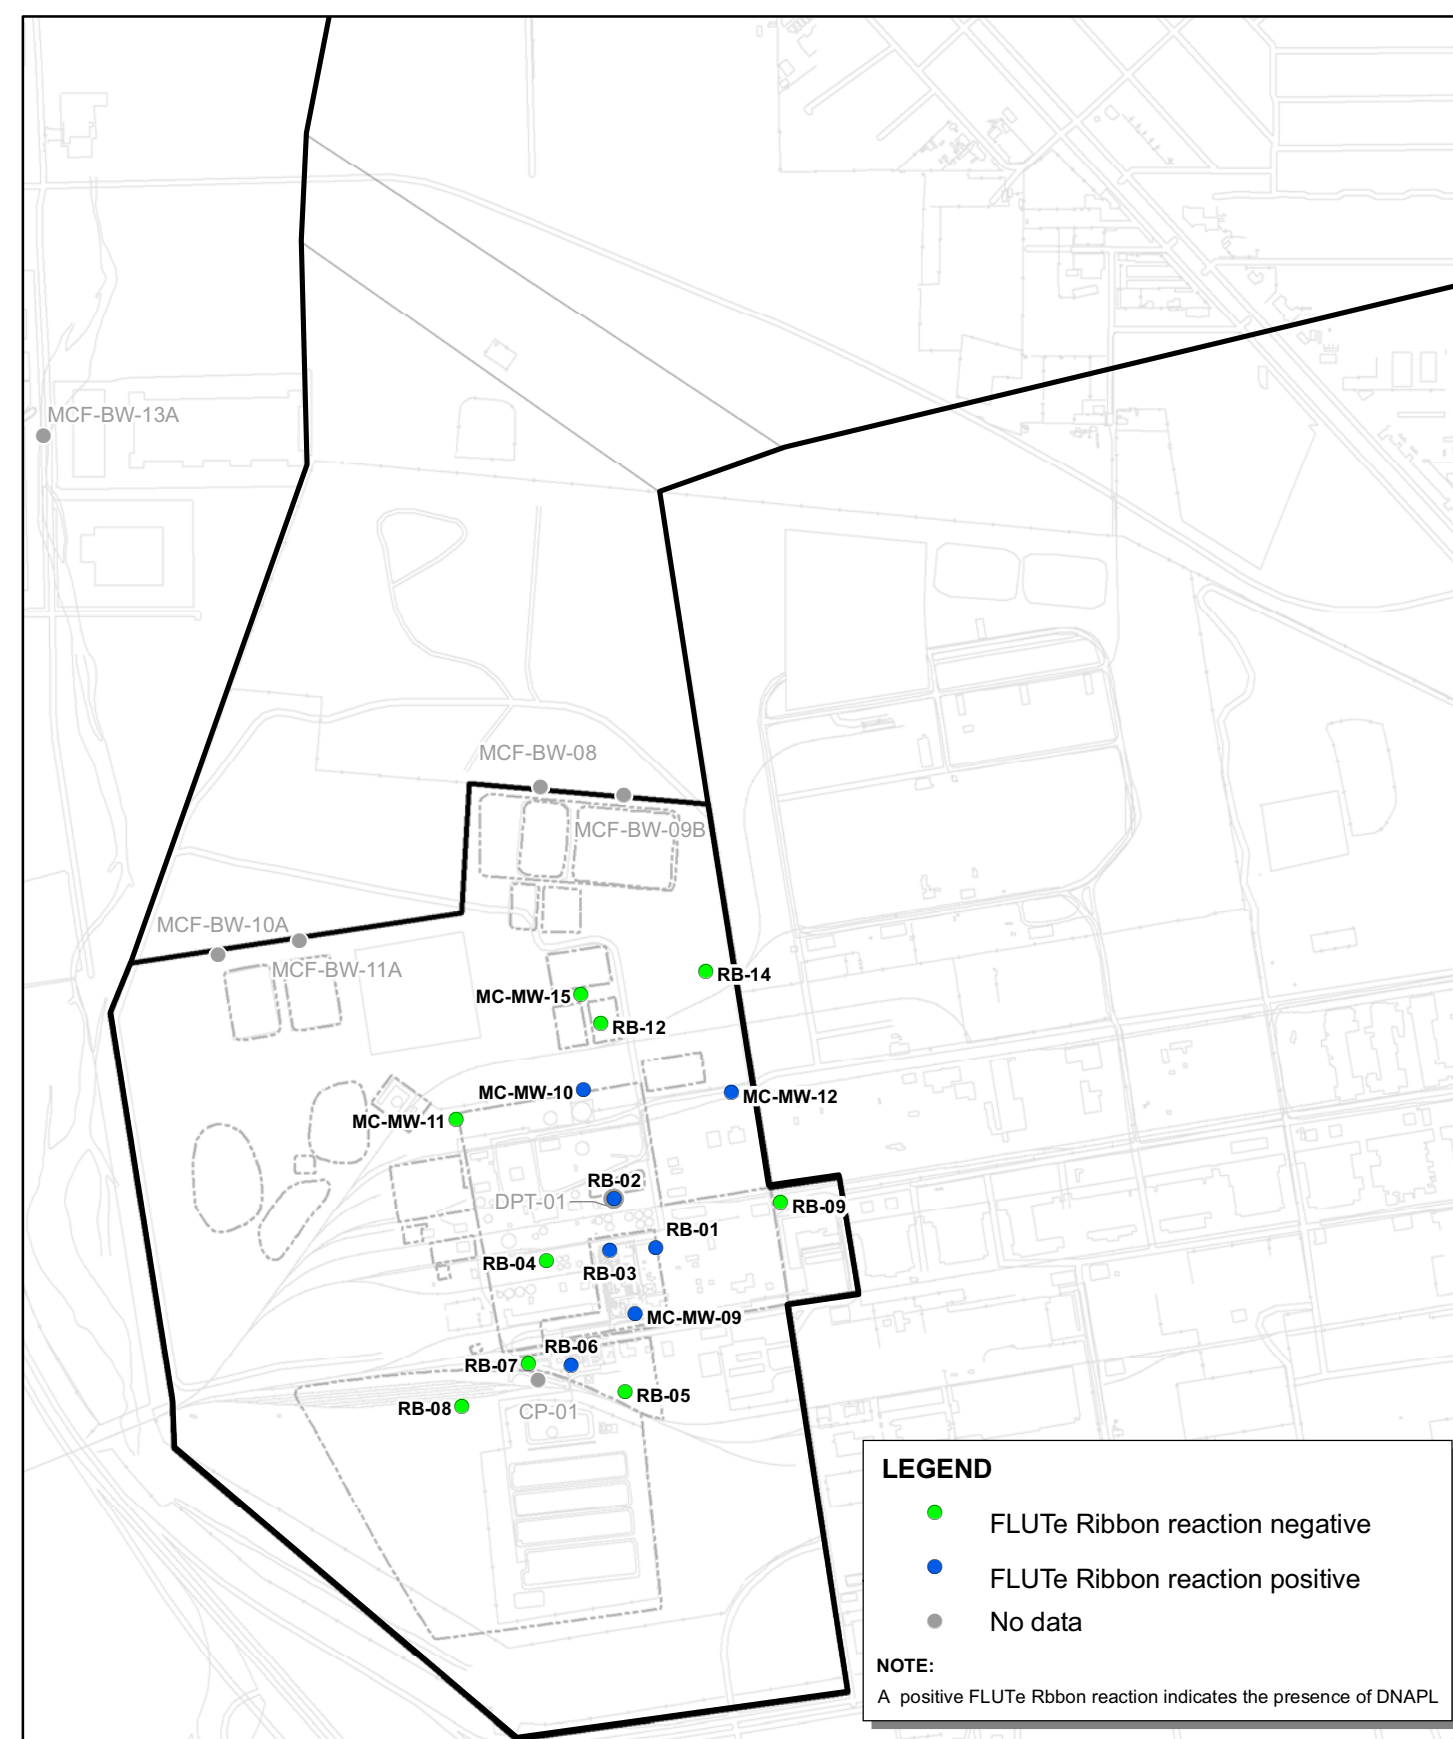 MCF-BW-13A
MCF-BW-08
MCF-BW-09B
MCF-BW-10A
MCF-BW-11A
RB-14
MC-MW-15
RB-12
MC-MW-10
MC-MW-12
MC-MW-11
RB-02
DPT-01
RB-09
RB-01
RB-04
RB-03
MC-MW-09
RB-06
RB-07
RB-05
RB-08
CP-01
LEGEND
FLUTe Ribbon reaction negative
FLUTe Ribbon reaction positive
No data
NOTE:
A positive FLUTe Rbbon reaction indicates the presence of DNAPL